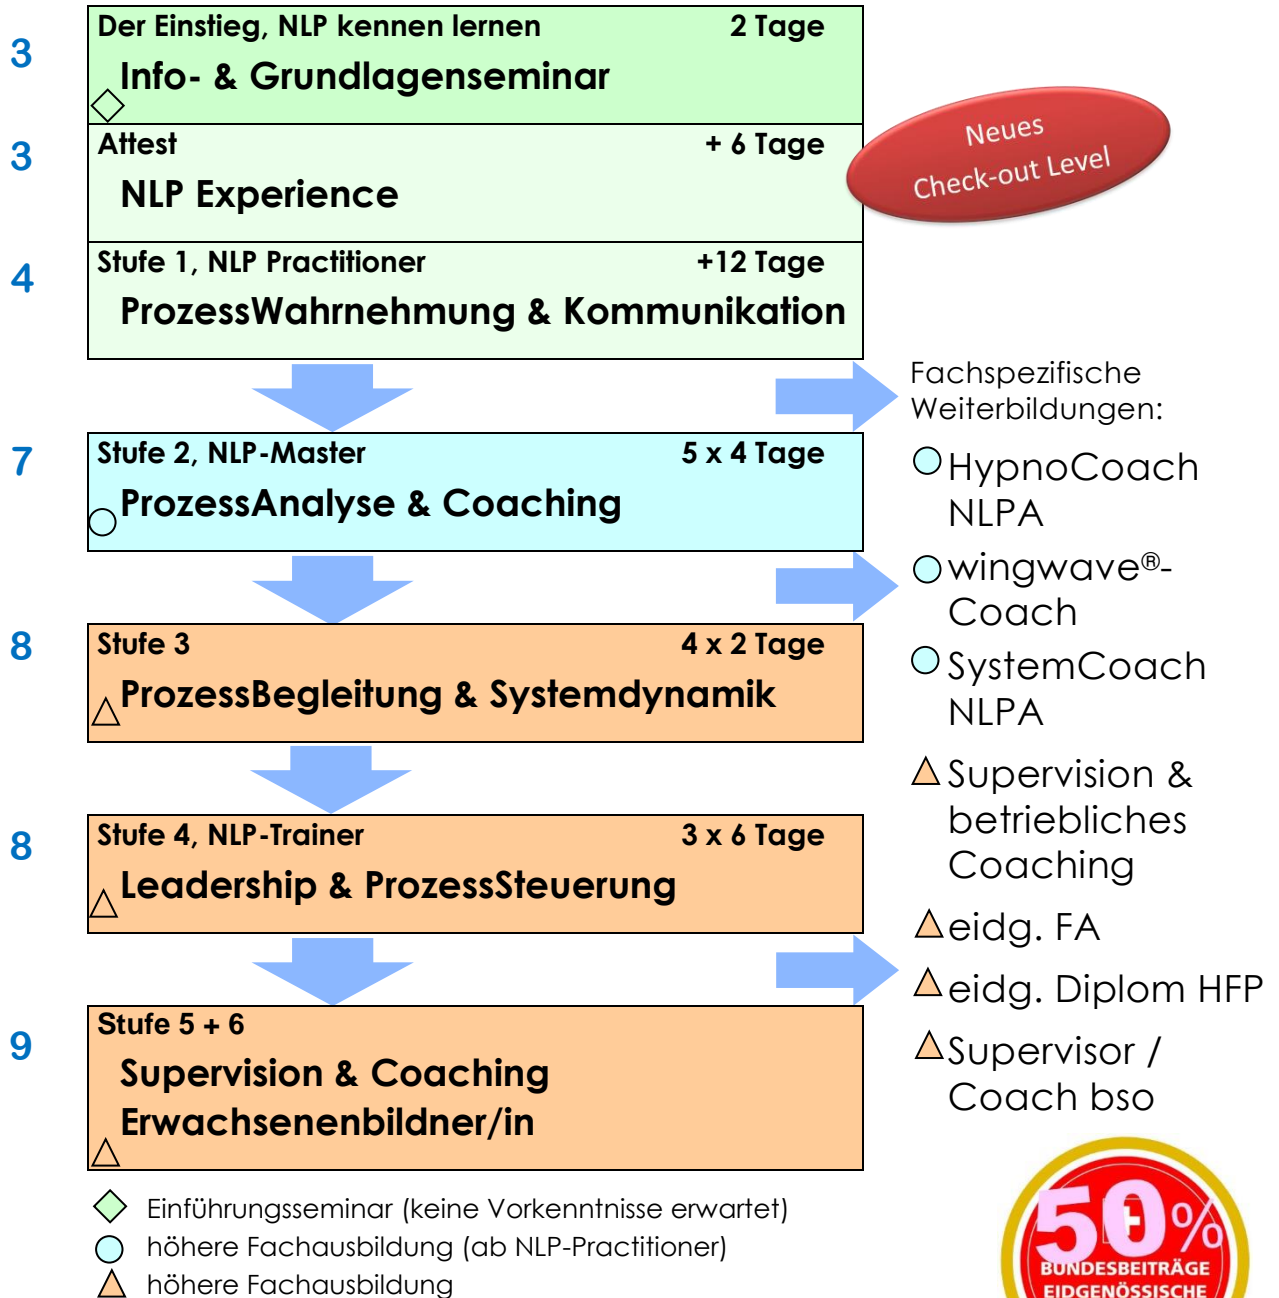 3
Der Einstieg, NLP kennen lernen 2 Tage
Info- & Grundlagenseminar
3
Attest + 6 Tage
NLP Experience
Neues
Check-out Level
4
Stufe 1, NLP Practitioner +12 Tage
ProzessWahrnehmung & Kommunikation
7
Stufe 2, NLP-Master 5 x 4 Tage
ProzessAnalyse & Coaching
8
Stufe 3 4 x 2 Tage
ProzessBegleitung & Systemdynamik
8
Stufe 4, NLP-Trainer 3 x 6 Tage
Leadership & ProzessSteuerung
9
Stufe 5 + 6
Supervision & Coaching
Erwachsenenbildner/in
Fachspezifische
Weiterbildungen:
HypnoCoach
NLPA
wingwave®-
Coach
SystemCoach
NLPA
Supervision &
betriebliches
Coaching
eidg. FA
eidg. Diplom HFP
Supervisor /
Coach bso
Einführungsseminar (keine Vorkenntnisse erwartet)
höhere Fachausbildung (ab NLP-Practitioner)
höhere Fachausbildung
50%
BUNDESBEITRÄGE
EIDGENÖSSISCHE